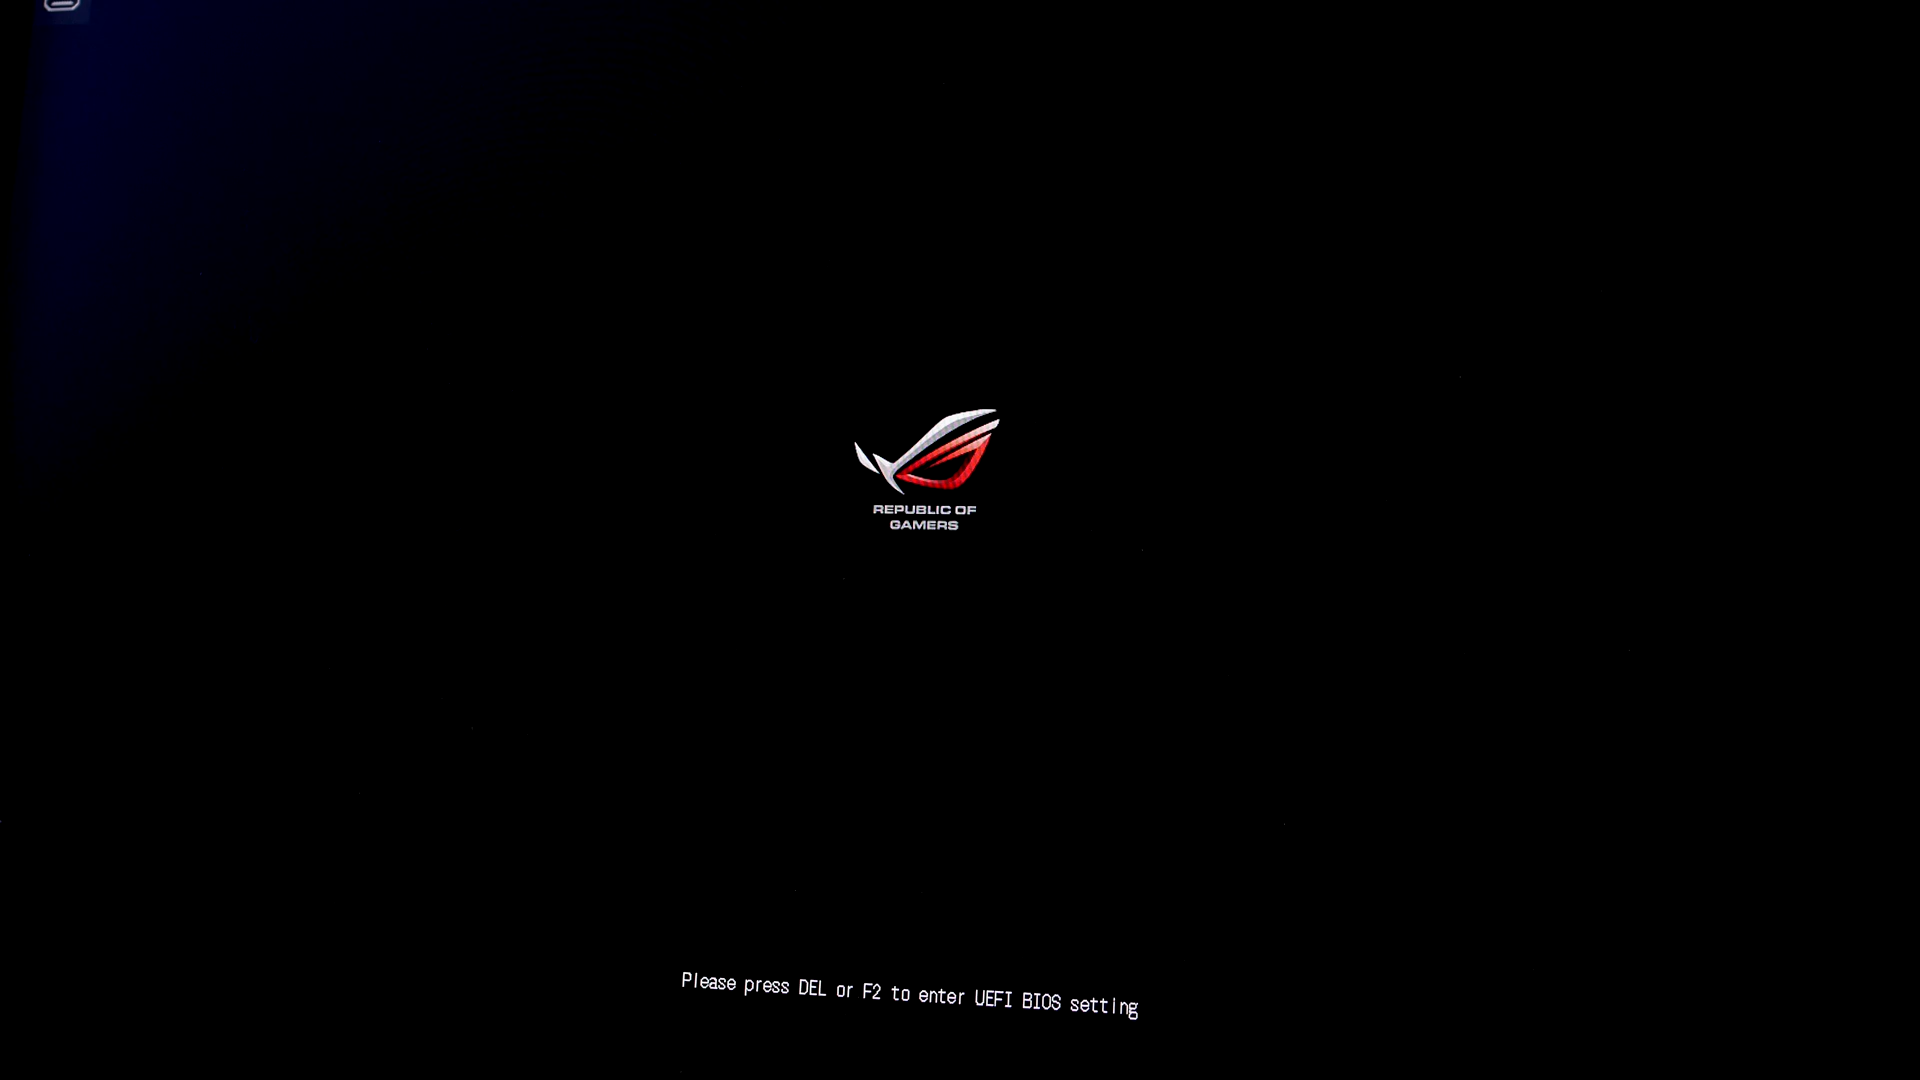 REPUBLIC OF
GAMERS
Please press DEL or F2 to enter UEFI BIOS setting